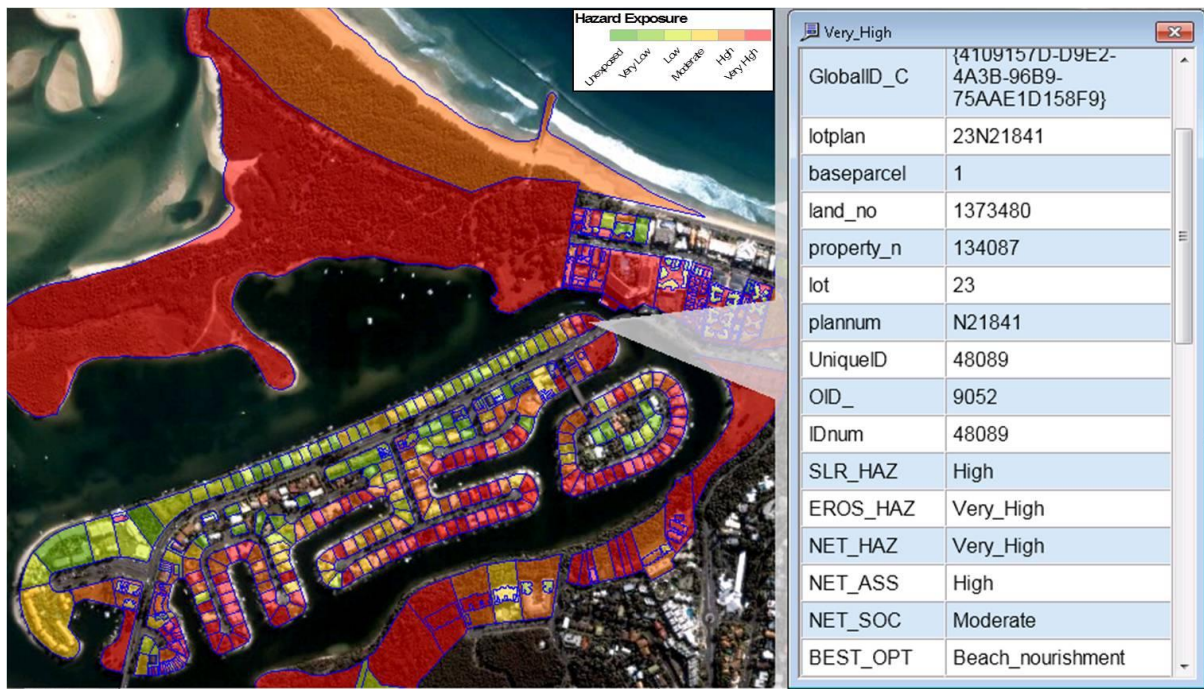 Hazard Exposure
Unexposed
Very Low
Low
Moderate
High
Very High
Very_High
GlobalID_C {4109157D-D9E2-
4A3B-96B9-
75AAE1D158F9}
lotplan 23N21841
baseparcel 1
land_no 1373480
property_n 134087
lot 23
plannum N21841
UniqueID 48089
OID_ 9052
IDnum 48089
SLR_HAZ High
EROS_HAZ Very_High
NET_HAZ Very_High
NET_ASS High
NET_SOC Moderate
BEST_OPT Beach_nourishment